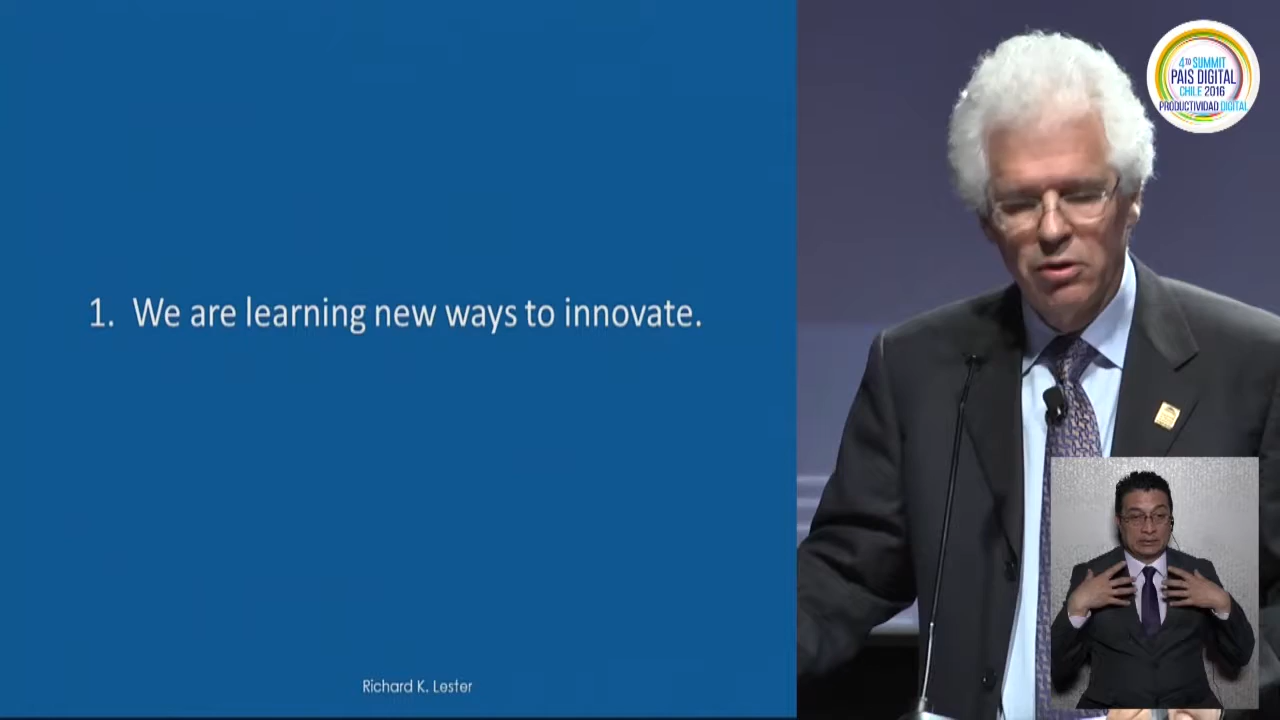 1. We are learning new ways to innovate.
Richard K. Lester
4TO SUMMIT
PAIS DIGITAL
CHILE 2016
PRODUCTIVIDAD DIGITAL